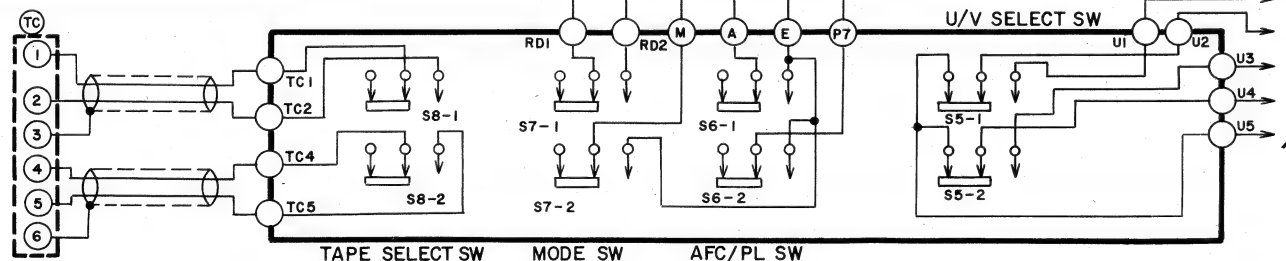 U/V SELECT SW
TC
RD1
RD2
M
A
E
P7
U1
U2
1
TC1
U3
2
TC2
S8-1
S7-1
S6-1
S5-1
U4
3
U5
4
TC4
5
TC5
S8-2
S7-2
S6-2
S5-2
6
TAPE SELECT SW
MODE SW
AFC/PL SW